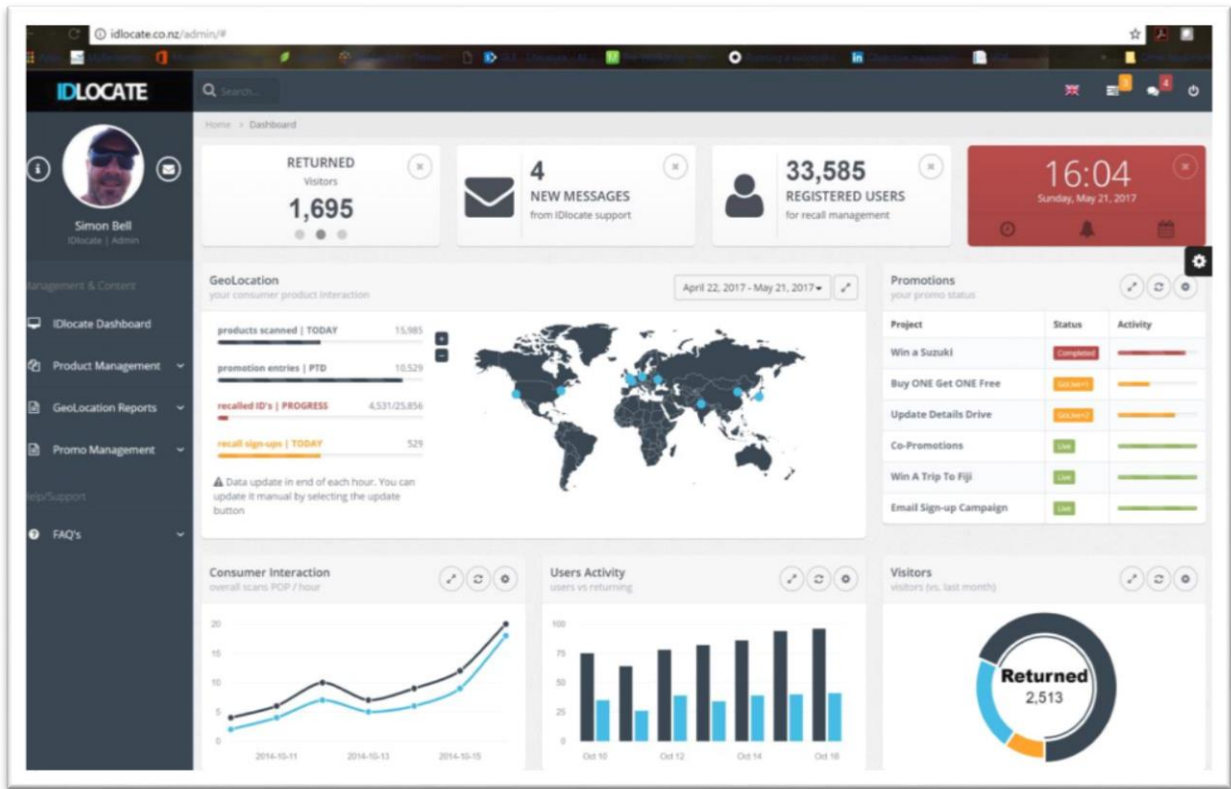 idlocate.co.nz/admin/#
IDLOCATE
Search...
3
4
Home > Dashboard
Simon Bell
IDlocate | Admin
Management & Content
IDlocate Dashboard
Product Management
GeoLocation Reports
Promo Management
Help/Support
FAQ's
RETURNED
Visitors
1,695
4
NEW MESSAGES
from IDlocate support
33,585
REGISTERED USERS
for recall management
16:04
Sunday, May 21, 2017
GeoLocation
your consumer product interaction
April 22, 2017 - May 21, 2017
products scanned | TODAY 15,985
promotion entries | PTD 10,529
recalled ID's | PROGRESS 4,531/25,856
recall sign-ups | TODAY 529
Data update in end of each hour. You can
update it manual by selecting the update
button
+
−
Promotions
your promo status
Project Status Activity
Win a Suzuki Completed
Buy ONE Get ONE Free GoLive+1
Update Details Drive GoLive+2
Co-Promotions Live
Win A Trip To Fiji Live
Email Sign-up Campaign Live
Consumer Interaction
overall scans POP / hour
20
15
10
5
0
2014-10-11 2014-10-13 2014-10-15
Users Activity
users vs returning
100
75
50
25
0
Oct 10 Oct 12 Oct 14 Oct 16
Visitors
visitors (vs. last month)
Returned
2,513